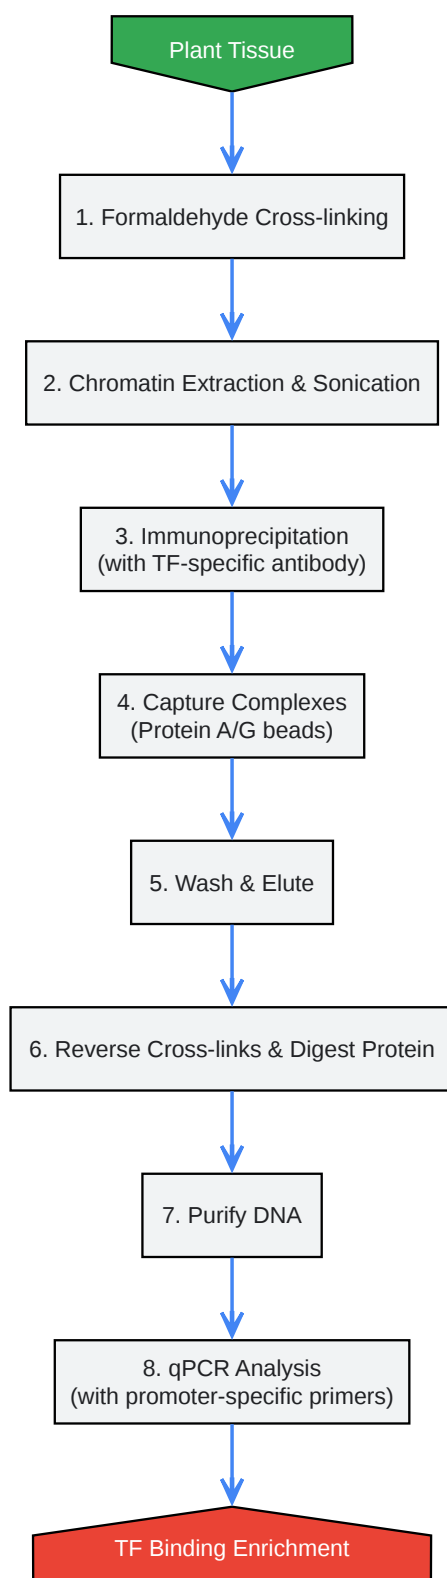 Plant Tissue
1. Formaldehyde Cross-linking
2. Chromatin Extraction & Sonication
3. Immunoprecipitation
(with TF-specific antibody)
4. Capture Complexes
(Protein A/G beads)
5. Wash & Elute
6. Reverse Cross-links & Digest Protein
7. Purify DNA
8. qPCR Analysis
(with promoter-specific primers)
TF Binding Enrichment